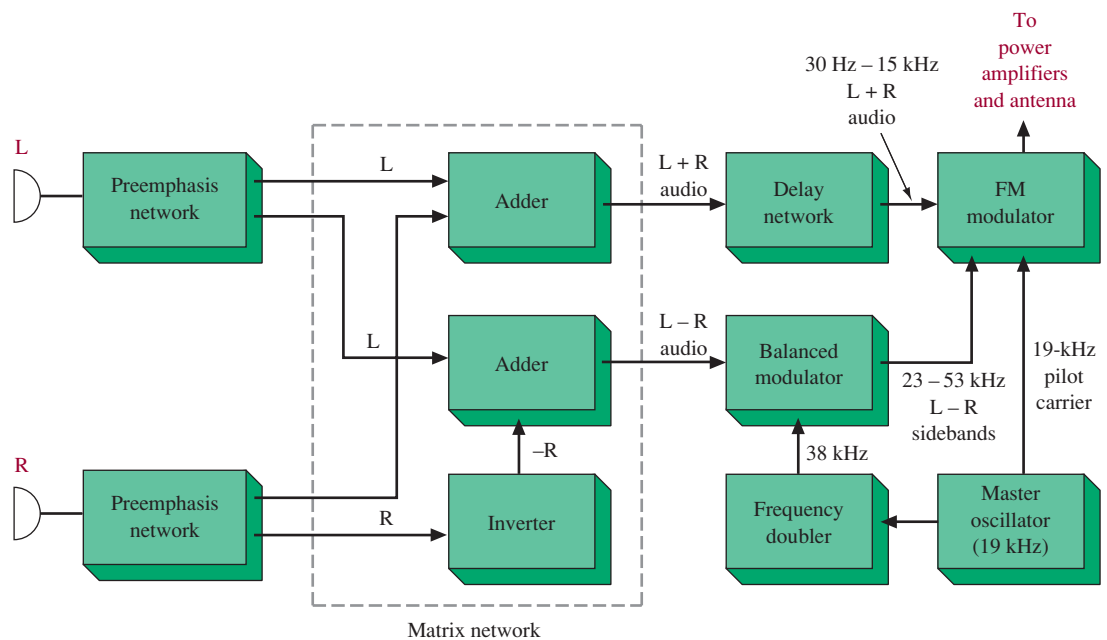 To
power
amplifiers
and antenna
30 Hz – 15 kHz
L + R
audio
L
Preemphasis
network
L
Adder
L + R
audio
Delay
network
FM
modulator
L
Adder
L – R
audio
Balanced
modulator
23 – 53 kHz
L – R
sidebands
19-kHz
pilot
carrier
–R
38 kHz
R
Preemphasis
network
R
Inverter
Frequency
doubler
Master
oscillator
(19 kHz)
Matrix network